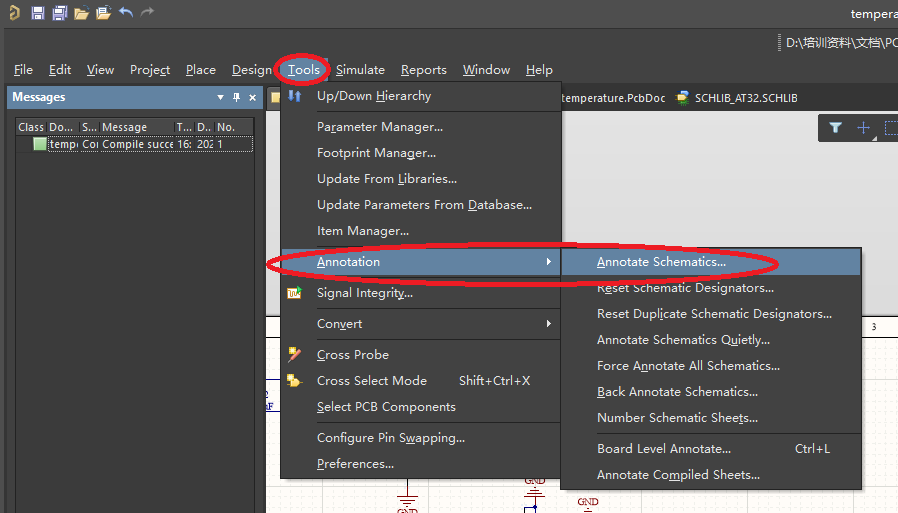 tempera
D:\培训资料\文档\PC
File Edit View Project Place Design Tools Simulate Reports Window Help
Messages
temperature.PcbDoc SCHLIB_AT32.SCHLIB
Class Do... S... Message T... D.. No.
temp Cor Compile succe 16: 202 1
Up/Down Hierarchy
Parameter Manager...
Footprint Manager...
Update From Libraries...
Update Parameters From Database...
Item Manager...
Annotation
Signal Integrity...
Convert
Cross Probe
Cross Select Mode Shift+Ctrl+X
Select PCB Components
Configure Pin Swapping...
Preferences...
Annotate Schematics...
Reset Schematic Designators...
Reset Duplicate Schematic Designators...
Annotate Schematics Quietly...
Force Annotate All Schematics...
Back Annotate Schematics...
Number Schematic Sheets...
Board Level Annotate... Ctrl+L
Annotate Compiled Sheets...
3
2
F
GND
GND
GND